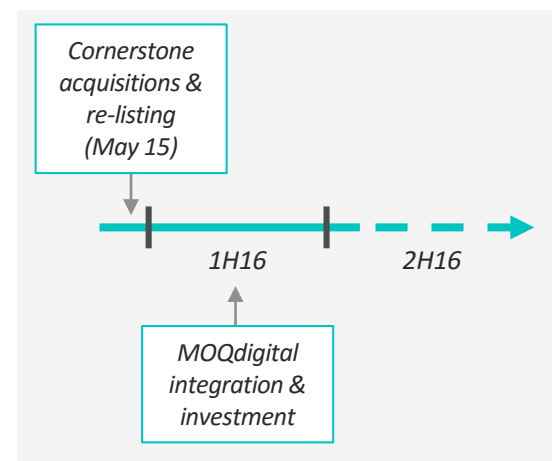 Cornerstone
acquisitions &
re-listing
(May 15)
1H16
2H16
MOQdigital
integration &
investment